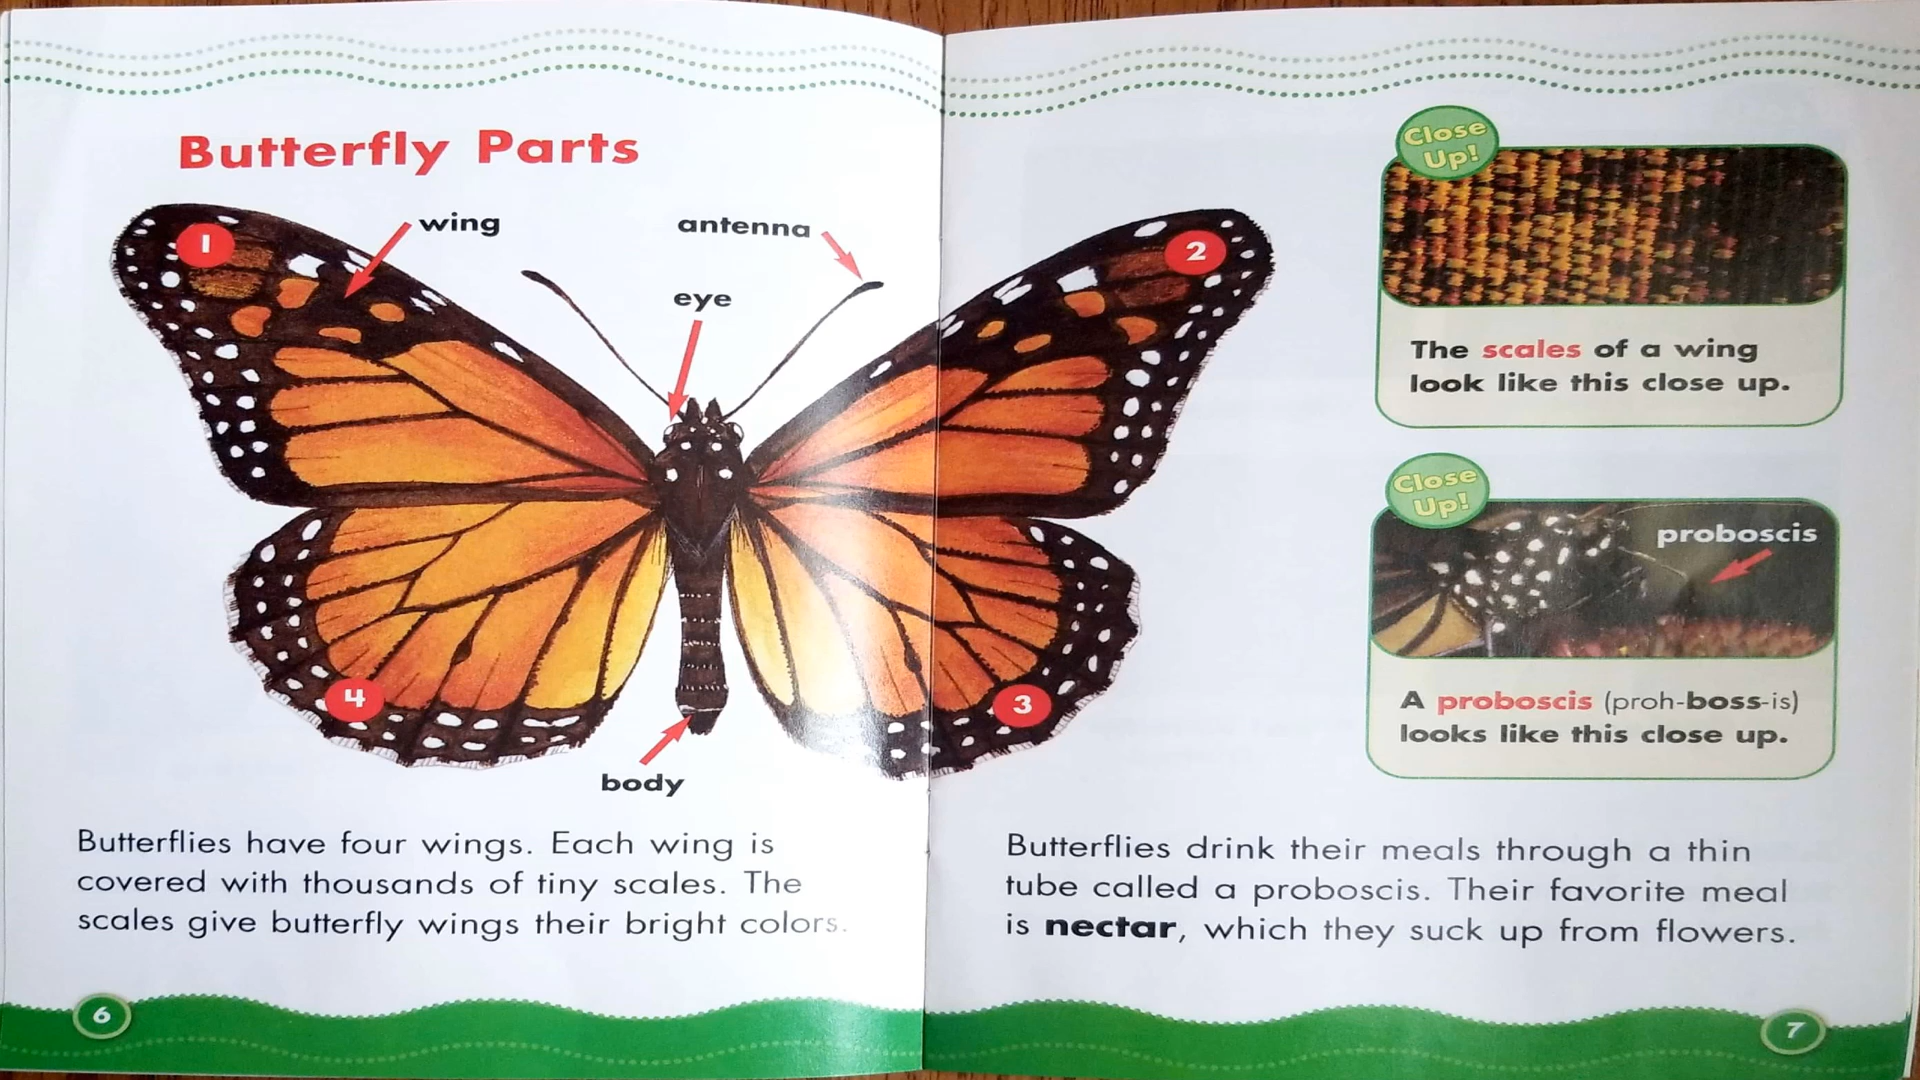 Butterfly Parts
1
wing
antenna
eye
2
4
3
body
Butterflies have four wings. Each wing is
covered with thousands of tiny scales. The
scales give butterfly wings their bright colors.
6
Close
Up!
The scales of a wing
look like this close up.
Close
Up!
proboscis
A proboscis (proh-boss-is)
looks like this close up.
Butterflies drink their meals through a thin
tube called a proboscis. Their favorite meal
is nectar, which they suck up from flowers.
7